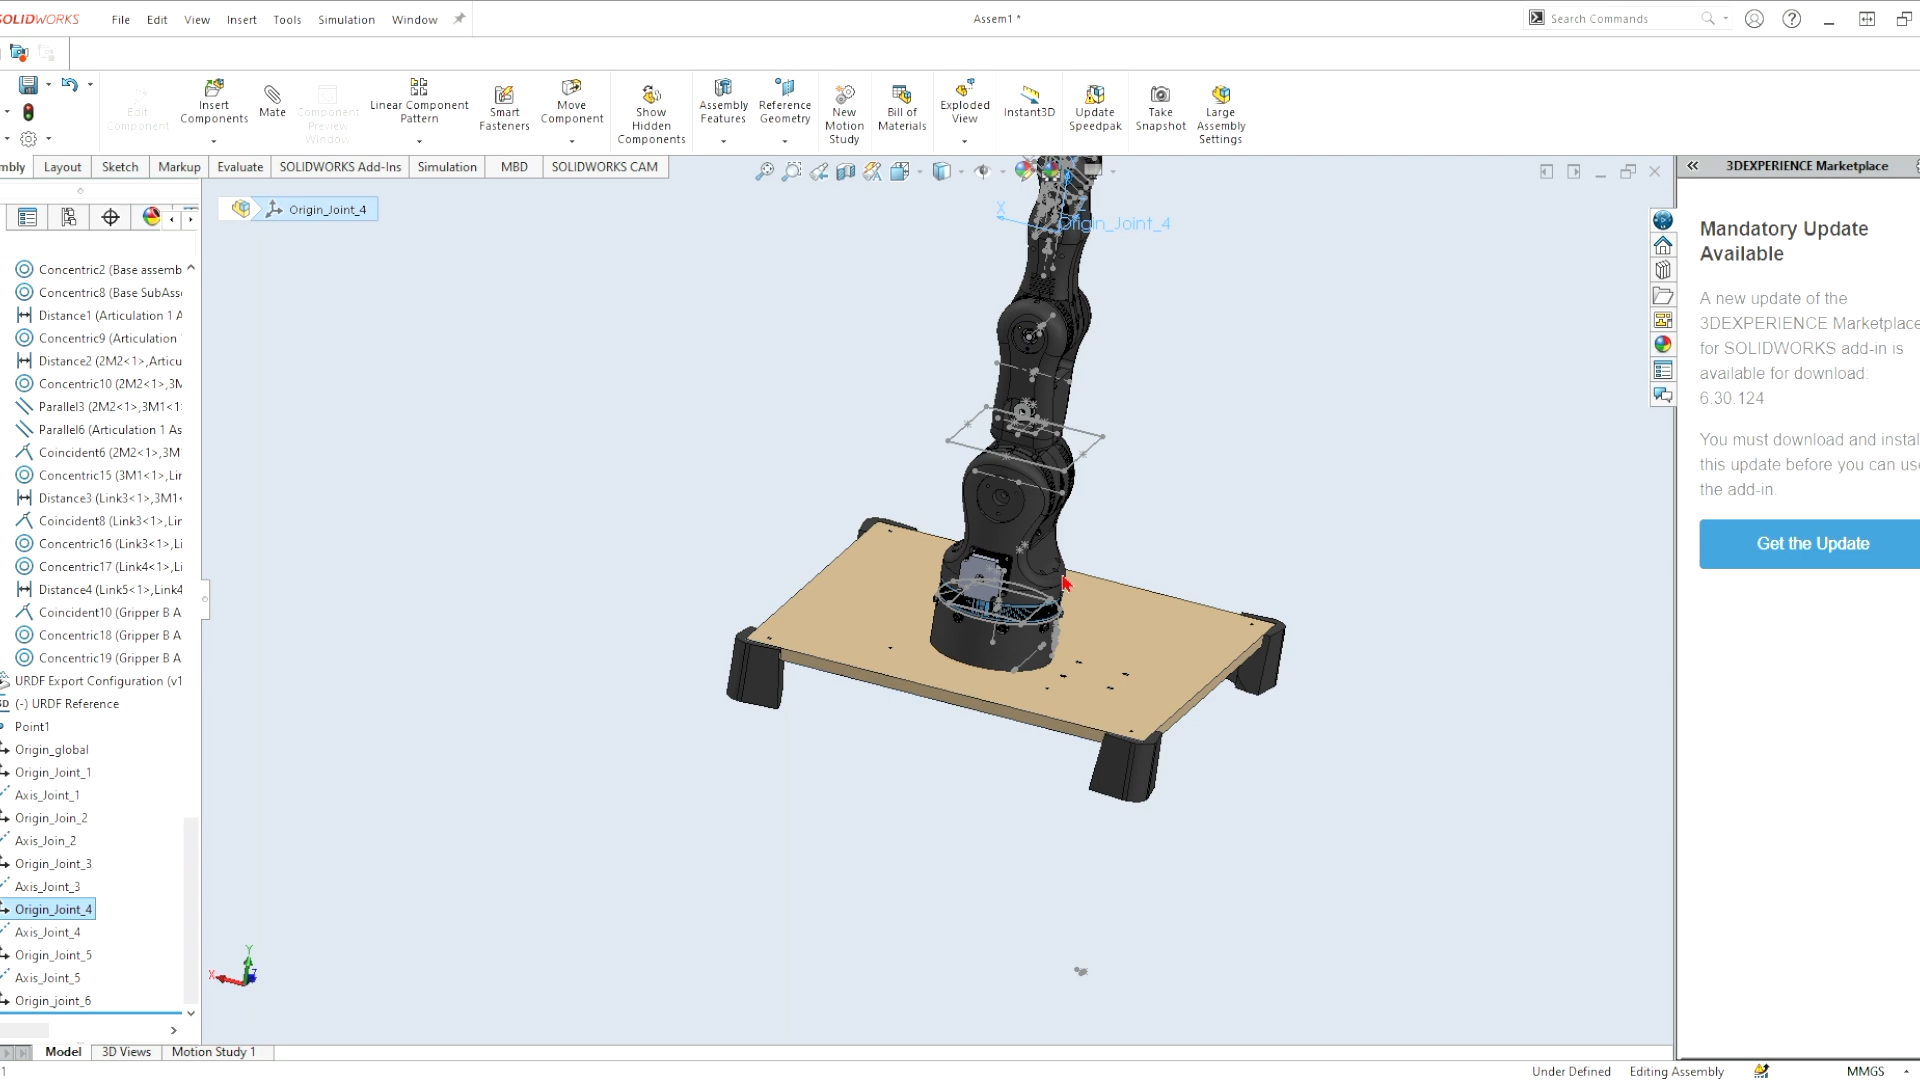 SOLIDWORKS File Edit View Insert Tools Simulation Window Assem1 * Search Commands
Edit Component
Insert Components
Mate
Component Preview Window
Linear Component Pattern
Smart Fasteners
Move Component
Show Hidden Components
Assembly Features
Reference Geometry
New Motion Study
Bill of Materials
Exploded View
Instant3D
Update Speedpak
Take Snapshot
Large Assembly Settings
mbly Layout Sketch Markup Evaluate SOLIDWORKS Add-Ins Simulation MBD SOLIDWORKS CAM
Origin_Joint_4
X Z
Origin_Joint_4
Concentric2 (Base assemb
Concentric8 (Base SubAss
Distance1 (Articulation 1 A
Concentric9 (Articulation
Distance2 (2M2<1>,Articu
Concentric10 (2M2<1>,3M
Parallel3 (2M2<1>,3M1<1
Parallel6 (Articulation 1 As
Coincident6 (2M2<1>,3M
Concentric15 (3M1<1>,Lir
Distance3 (Link3<1>,3M1<
Coincident8 (Link3<1>,Lir
Concentric16 (Link3<1>,Li
Concentric17 (Link4<1>,Li
Distance4 (Link5<1>,Link4
Coincident10 (Gripper B A
Concentric18 (Gripper B A
Concentric19 (Gripper B A
URDF Export Configuration (v1
(-) URDF Reference
Point1
Origin_global
Origin_Joint_1
Axis_Joint_1
Origin_Join_2
Axis_Join_2
Origin_Joint_3
Axis_Joint_3
Origin_Joint_4
Axis_Joint_4
Origin_Joint_5
Axis_Joint_5
Origin_joint_6
Y
X Z
3DEXPERIENCE Marketplace
Mandatory Update
Available
A new update of the
3DEXPERIENCE Marketplace
for SOLIDWORKS add-in is
available for download:
6.30.124
You must download and instal
this update before you can us
the add-in.
Get the Update
Model 3D Views Motion Study 1
Under Defined Editing Assembly MMGS